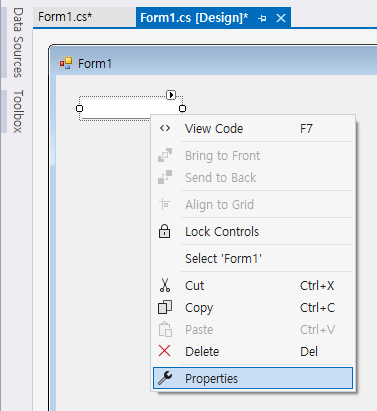 Form1.cs*
Form1.cs [Design]*
Data Sources
Toolbox
Form1
View Code F7
Bring to Front
Send to Back
Align to Grid
Lock Controls
Select 'Form1'
Cut Ctrl+X
Copy Ctrl+C
Paste Ctrl+V
Delete Del
Properties